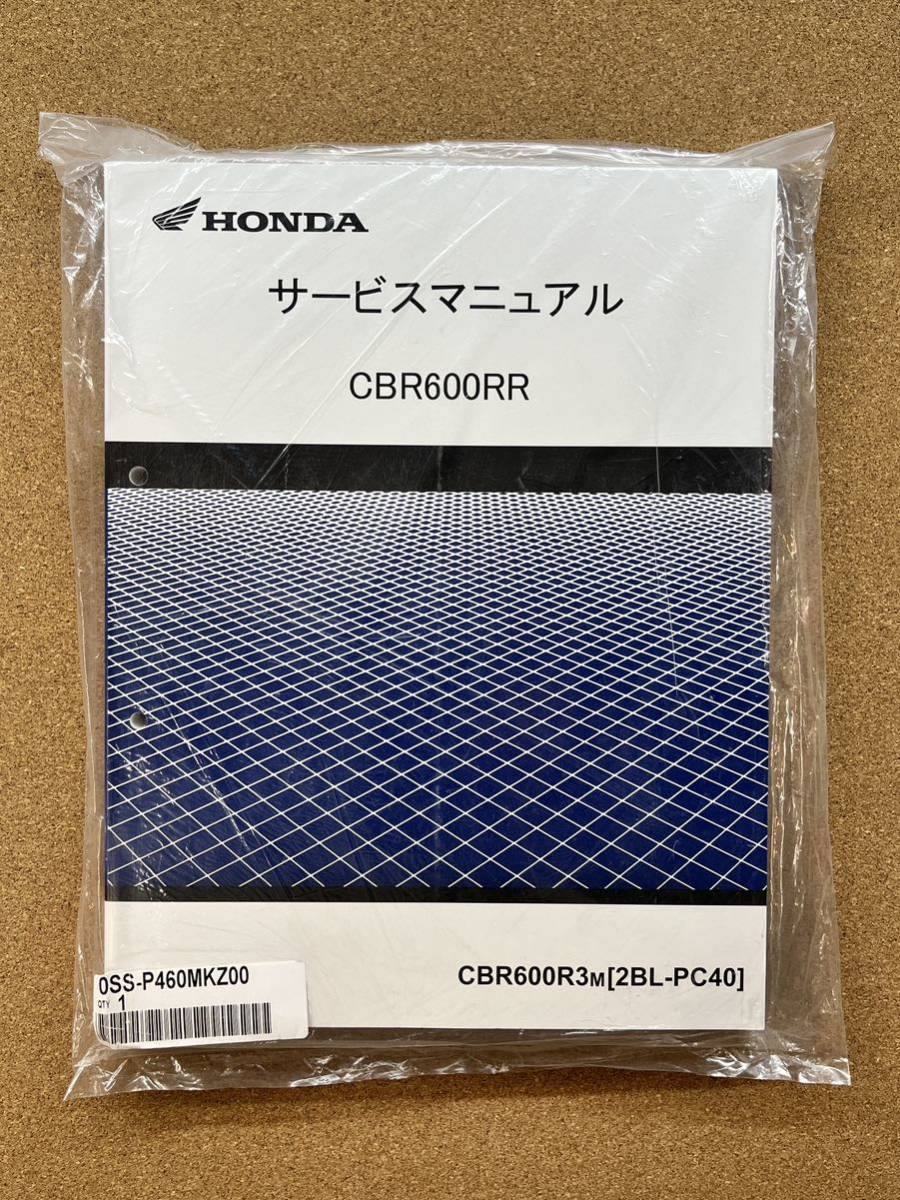 HONDA
サービスマニュアル
CBR600RR
CBR600R3M[2BL-PC40]
0SS-P460MKZ00
QTY 1